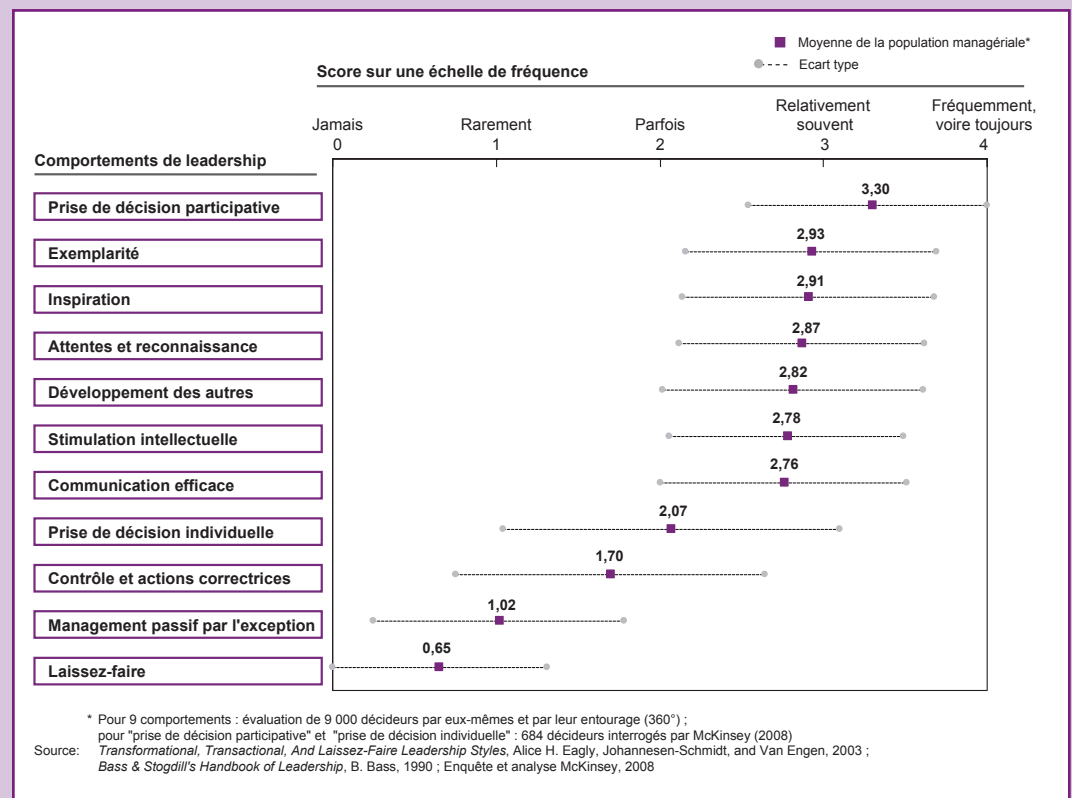 Moyenne de la population managériale*
Ecart type
Score sur une échelle de fréquence
Jamais
Rarement
Parfois
Relativement
souvent
Fréquemment,
voire toujours
0
1
2
3
4
Comportements de leadership
Prise de décision participative
3,30
Exemplarité
2,93
Inspiration
2,91
Attentes et reconnaissance
2,87
Développement des autres
2,82
Stimulation intellectuelle
2,78
Communication efficace
2,76
Prise de décision individuelle
2,07
Contrôle et actions correctrices
1,70
Management passif par l'exception
1,02
Laissez-faire
0,65
* Pour 9 comportements : évaluation de 9 000 décideurs par eux-mêmes et par leur entourage (360°) ;
pour "prise de décision participative" et "prise de décision individuelle" : 684 décideurs interrogés par McKinsey (2008)
Source: Transformational, Transactional, And Laissez-Faire Leadership Styles, Alice H. Eagly, Johannesen-Schmidt, and Van Engen, 2003 ;
Bass & Stogdill's Handbook of Leadership, B. Bass, 1990 ; Enquête et analyse McKinsey, 2008